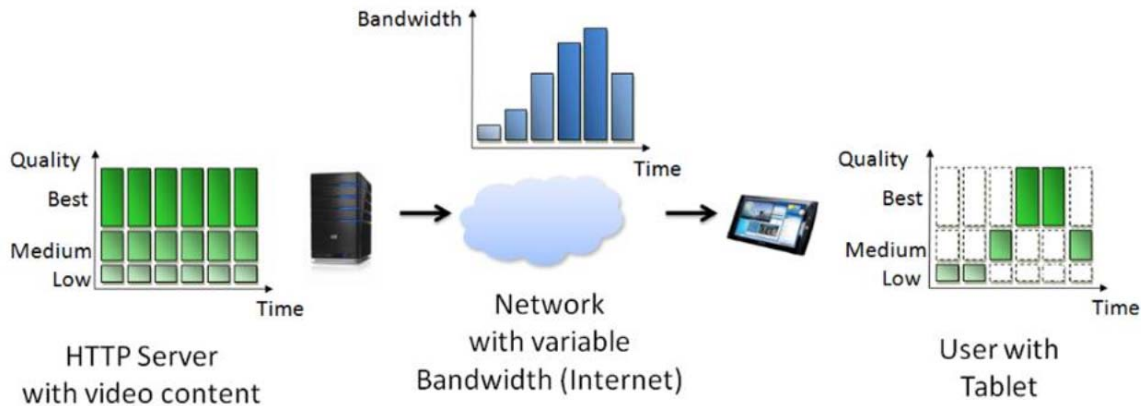 Bandwidth
Time
Quality
Best
Medium
Low
Time
HTTP Server
with video content
Network
with variable
Bandwidth (Internet)
Quality
Best
Medium
Low
Time
User with
Tablet